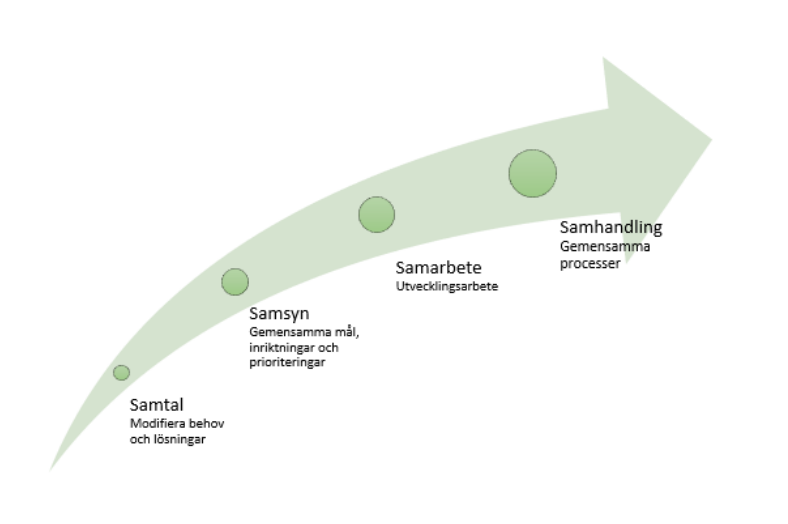 Samhandling
Gemensamma
processer
Samarbete
Utvecklingsarbete
Samsyn
Gemensamma mål,
inriktningar och
prioriteringar
Samtal
Modifiera behov
och lösningar